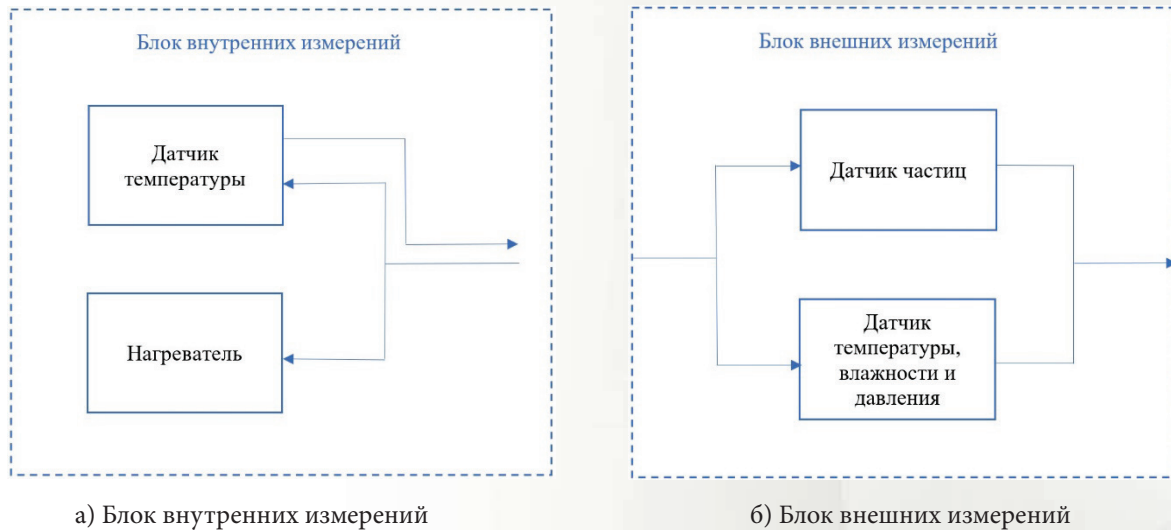 Блок внутренних измерений
Датчик
температуры
Нагреватель
а) Блок внутренних измерений
Блок внешних измерений
Датчик частиц
Датчик
температуры,
влажности и
давления
б) Блок внешних измерений